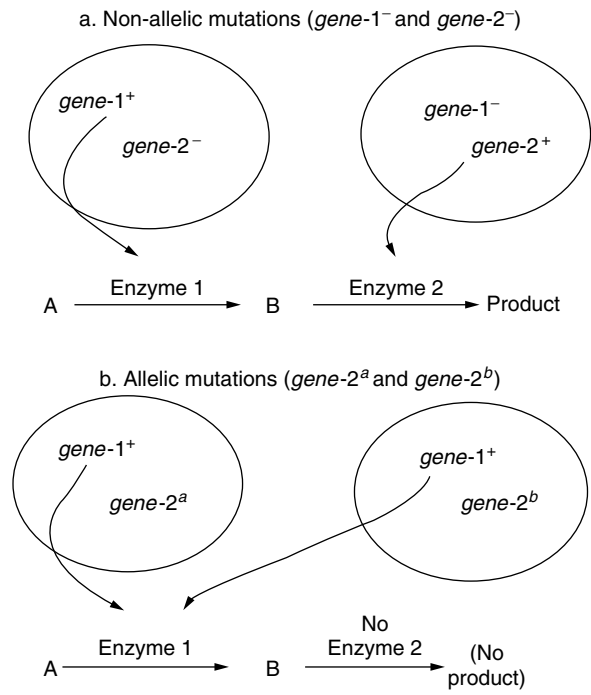 a. Non-allelic mutations (gene-1⁻ and gene-2⁻)
gene-1⁺
gene-2⁻
gene-1⁻
gene-2⁺
Enzyme 1
Enzyme 2
A
B
Product
b. Allelic mutations (gene-2ᵃ and gene-2ᵇ)
gene-1⁺
gene-2ᵃ
gene-1⁺
gene-2ᵇ
A
Enzyme 1
B
No
Enzyme 2
(No
product)